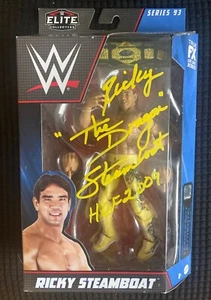 ELITE
COLLECTION
SERIES 93
WWE
Ricky
"The
Dragon"
Steamboat
HOF 2009
RICKY STEAMBOAT